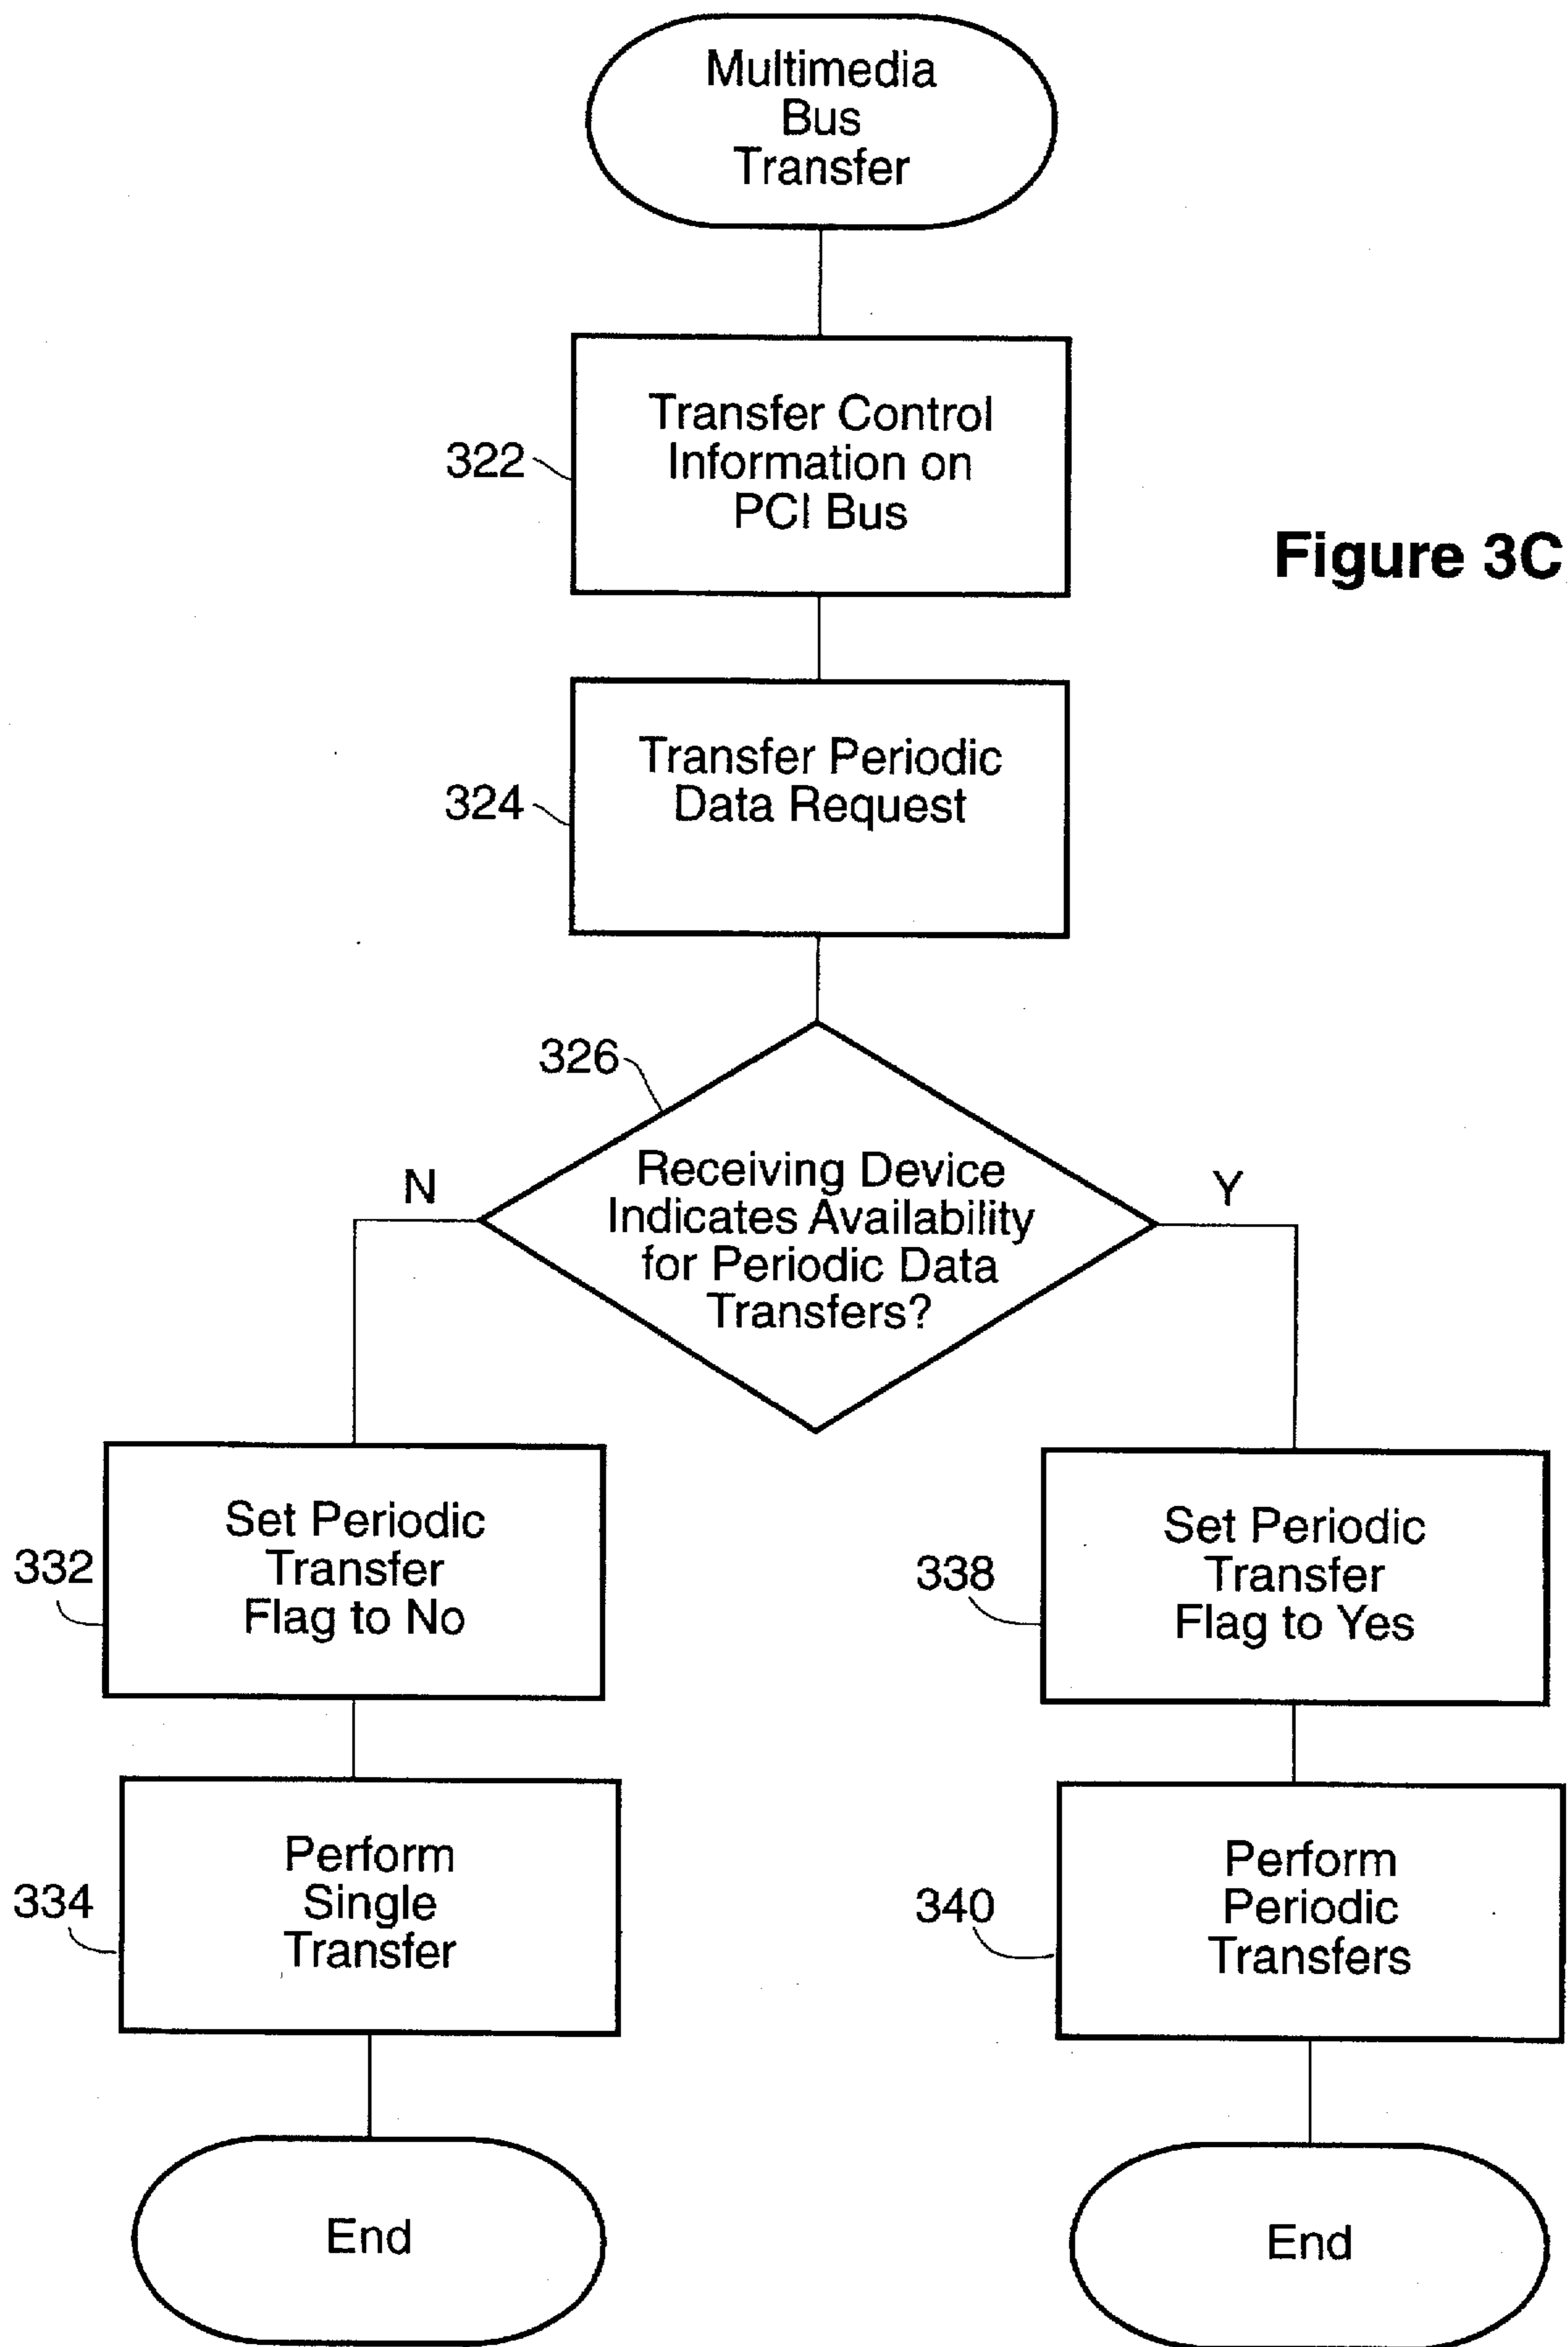 Multimedia
Bus
Transfer
322
Transfer Control
Information on
PCI Bus
Figure 3C
324
Transfer Periodic
Data Request
326
N
Receiving Device
Indicates Availability
for Periodic Data
Transfers?
Y
332
Set Periodic
Transfer
Flag to No
338
Set Periodic
Transfer
Flag to Yes
334
Perform
Single
Transfer
340
Perform
Periodic
Transfers
End
End